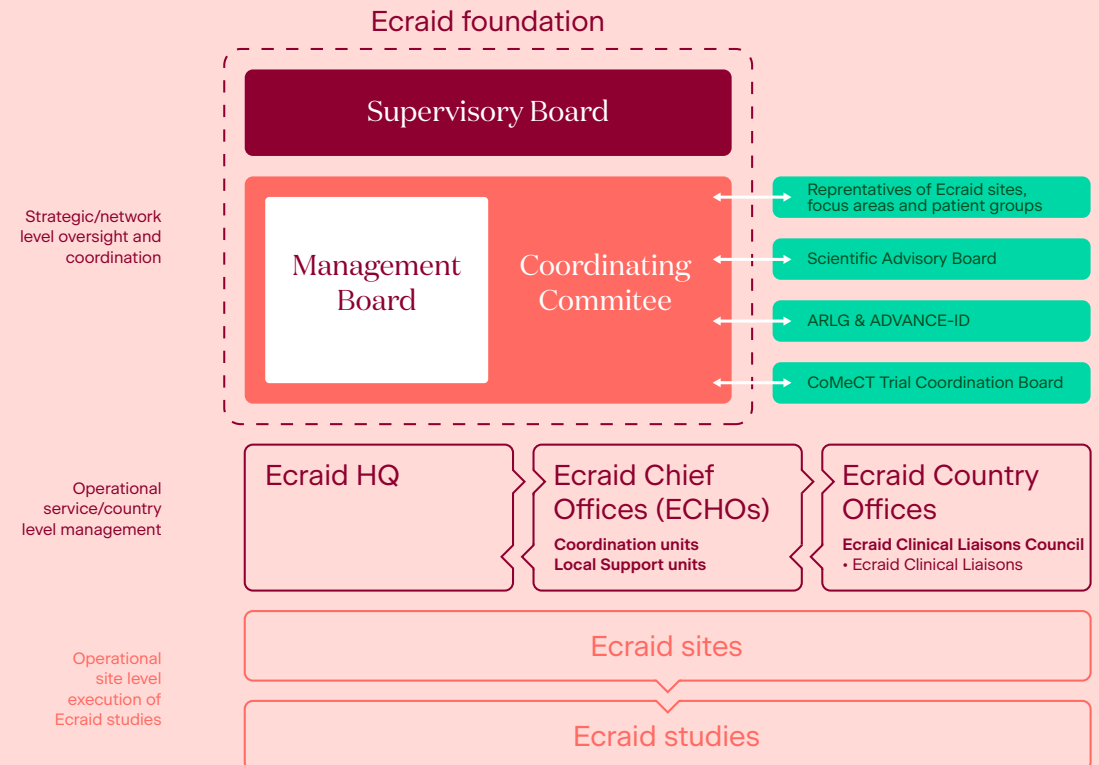 Ecraid foundation
Supervisory Board
Strategic/network
level oversight and
coordination
Management
Board
Coordinating
Commitee
Reprentatives of Ecraid sites,
focus areas and patient groups
Scientific Advisory Board
ARLG & ADVANCE-ID
CoMeCT Trial Coordination Board
Operational
service/country
level management
Ecraid HQ
Ecraid Chief
Offices (ECHOs)
Coordination units
Local Support units
Ecraid Country
Offices
Ecraid Clinical Liaisons Council
• Ecraid Clinical Liaisons
Operational
site level
execution of
Ecraid studies
Ecraid sites
Ecraid studies